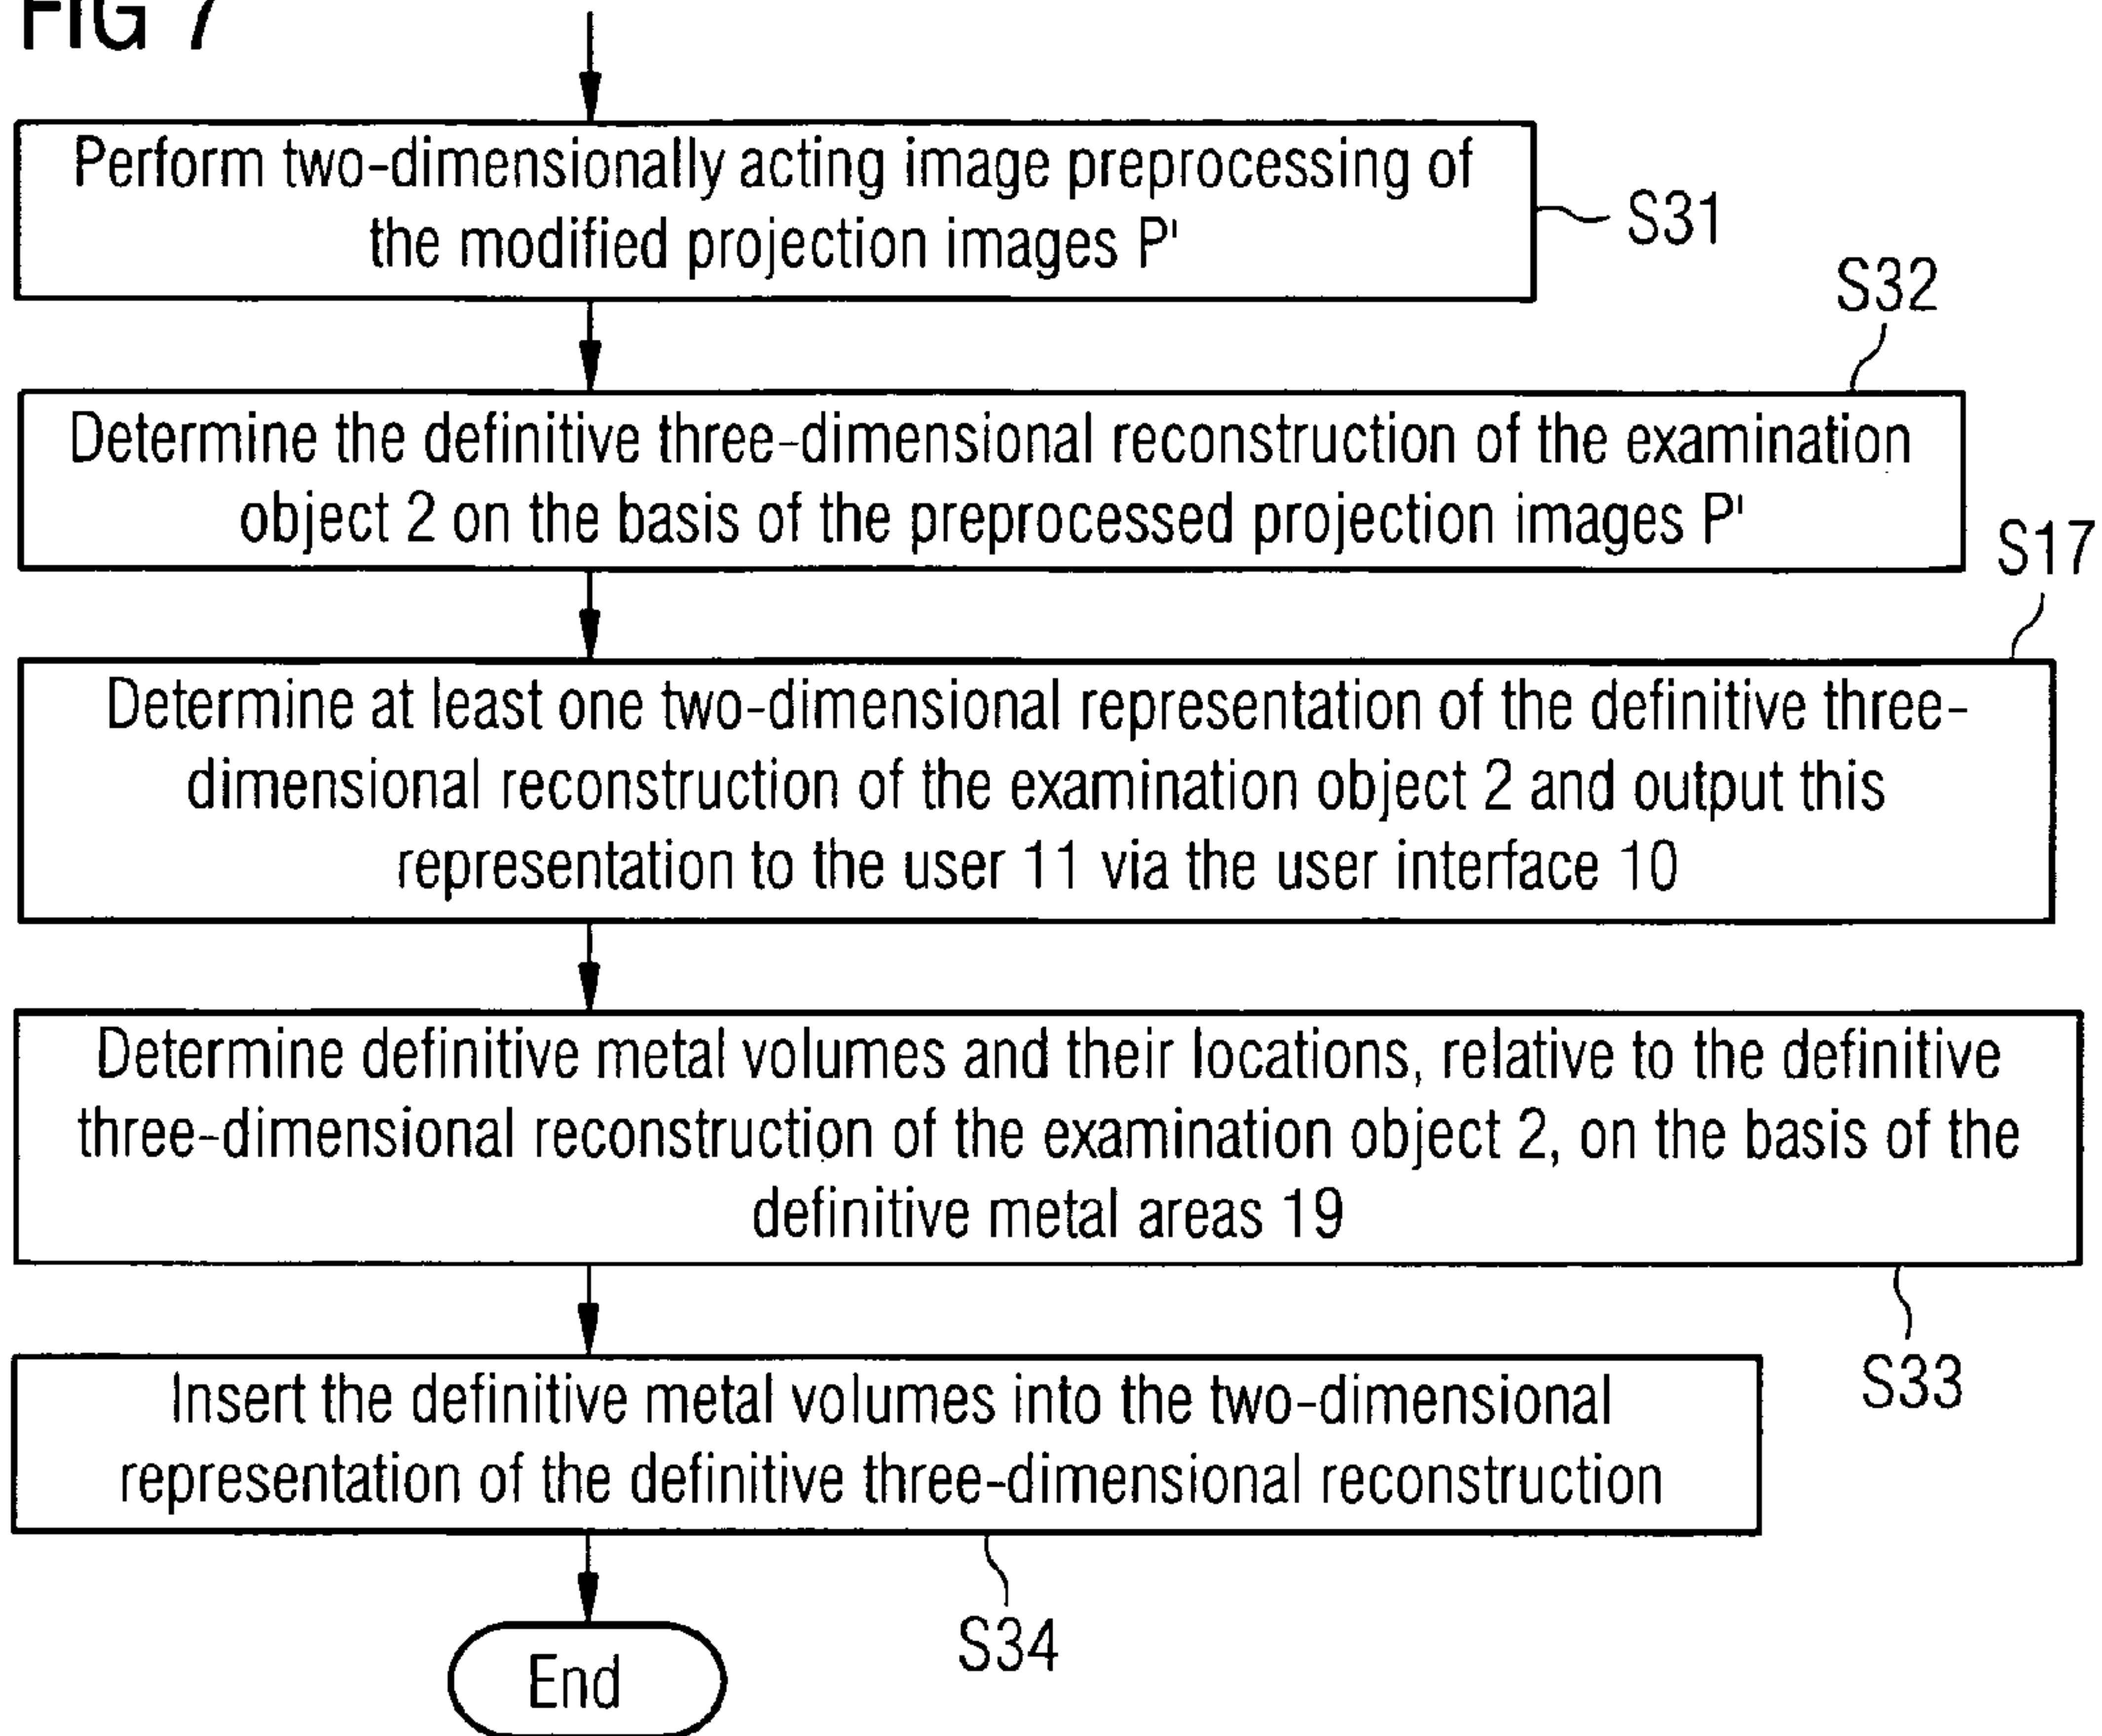 FIG 7
Perform two-dimensionally acting image preprocessing of
the modified projection images P'
S31
S32
Determine the definitive three-dimensional reconstruction of the examination
object 2 on the basis of the preprocessed projection images P'
S17
Determine at least one two-dimensional representation of the definitive three-
dimensional reconstruction of the examination object 2 and output this
representation to the user 11 via the user interface 10
Determine definitive metal volumes and their locations, relative to the definitive
three-dimensional reconstruction of the examination object 2, on the basis of the
definitive metal areas 19
S33
Insert the definitive metal volumes into the two-dimensional
representation of the definitive three-dimensional reconstruction
S34
End